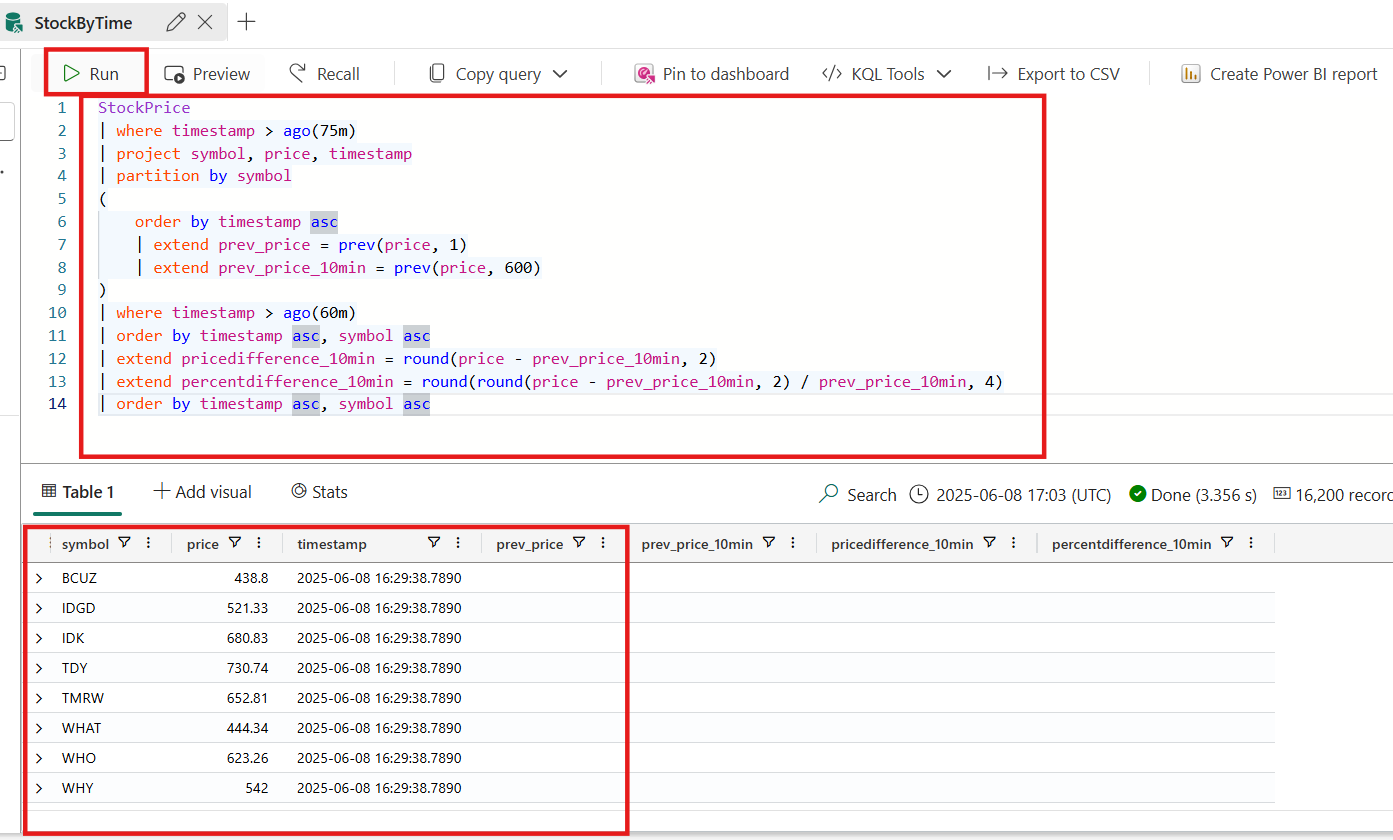 StockByTime
Run Preview Recall Copy query Pin to dashboard KQL Tools Export to CSV Create Power BI report
1 StockPrice
2 | where timestamp > ago(75m)
3 | project symbol, price, timestamp
4 | partition by symbol
5 (
6 order by timestamp asc
7 | extend prev_price = prev(price, 1)
8 | extend prev_price_10min = prev(price, 600)
9 )
10 | where timestamp > ago(60m)
11 | order by timestamp asc, symbol asc
12 | extend pricedifference_10min = round(price - prev_price_10min, 2)
13 | extend percentdifference_10min = round(round(price - prev_price_10min, 2) / prev_price_10min, 4)
14 | order by timestamp asc, symbol asc
Table 1 Add visual Stats Search 2025-06-08 17:03 (UTC) Done (3.356 s) 123 16,200 recorc
symbol price timestamp prev_price prev_price_10min pricedifference_10min percentdifference_10min
BCUZ 438.8 2025-06-08 16:29:38.7890
IDGD 521.33 2025-06-08 16:29:38.7890
IDK 680.83 2025-06-08 16:29:38.7890
TDY 730.74 2025-06-08 16:29:38.7890
TMRW 652.81 2025-06-08 16:29:38.7890
WHAT 444.34 2025-06-08 16:29:38.7890
WHO 623.26 2025-06-08 16:29:38.7890
WHY 542 2025-06-08 16:29:38.7890